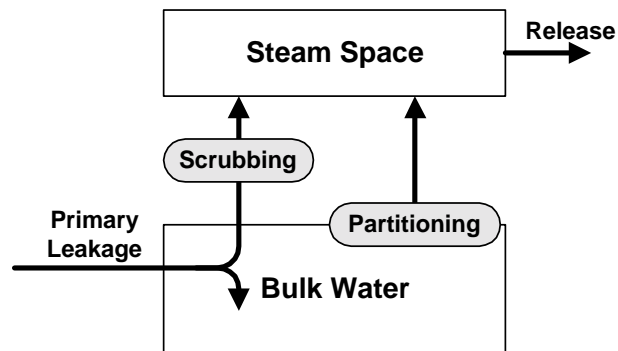 Steam Space
Release
Scrubbing
Partitioning
Primary
Leakage
Bulk Water